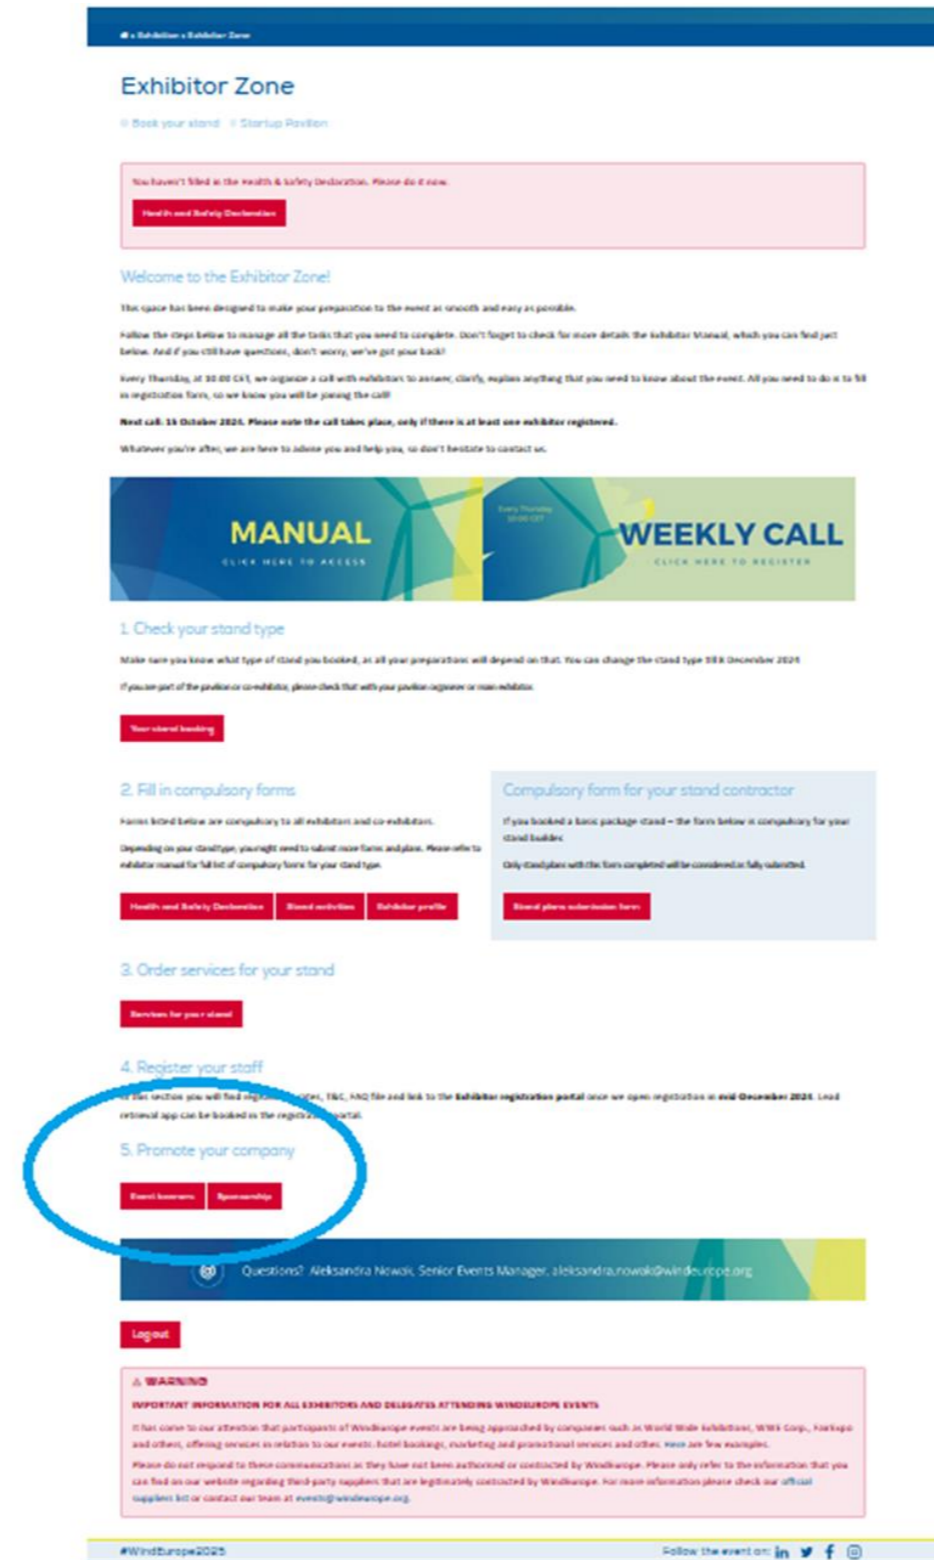 » Exhibition » Exhibitor Zone
Exhibitor Zone
Book your stand Startup Pavilion
You haven't filled in the Health & Safety Declaration. Please do it now.
Health and Safety Declaration
Welcome to the Exhibitor Zone!
This space has been designed to make your preparation to the event as smooth and easy as possible.
Follow the steps below to manage all the tasks that you need to complete. Don't forget to check for more details the Exhibitor Manual, which you can find just
below. And if you still have questions, don't worry, we've got your back!
Every Thursday, at 10:00 CET, we organize a call with exhibitors to answer, clarify, explain anything that you need to know about the event. All you need to do is to fill
in registration form, so we know you will be joining the call!
Next call: 15 October 2024. Please note the call takes place, only if there is at least one exhibitor registered.
Whatever you're after, we are here to advise you and help you, so don't hesitate to contact us.
MANUAL
CLICK HERE TO ACCESS
Every Thursday
10:00 CET
WEEKLY CALL
CLICK HERE TO REGISTER
1. Check your stand type
Make sure you know what type of stand you booked, as all your preparations will depend on that. You can change the stand type till 8 December 2024
If you are part of the pavilion or co-exhibitor, please check that with your pavilion organiser or main exhibitor.
Your stand booking
2. Fill in compulsory forms
Forms listed below are compulsory to all exhibitors and co-exhibitors.
Depending on your stand type, you might need to submit more forms and plans. Please refer to
exhibitor manual for full list of compulsory forms for your stand type.
Health and Safety Declaration Stand activities Exhibitor profile
Compulsory form for your stand contractor
If you booked a basic package stand – the form below is compulsory for your
stand builder.
Only stand plans with this form completed will be considered as fully submitted.
Stand plans submission form
3. Order services for your stand
Services for your stand
4. Register your staff
In this section you will find registration rates, T&C, FAQ file and link to the Exhibitor registration portal once we open registration in mid-December 2024. Lead
retrieval app can be booked in the registration portal.
5. Promote your company
Event banners Sponsorship
Questions? Aleksandra Nowak, Senior Events Manager, aleksandra.nowak@windeurope.org
Log out
⚠ WARNING
IMPORTANT INFORMATION FOR ALL EXHIBITORS AND DELEGATES ATTENDING WINDEUROPE EVENTS
It has come to our attention that participants of WindEurope events are being approached by companies such as World Wide Exhibitions, WWE Corp., FairExpo
and others, offering services in relation to our events: hotel bookings, marketing and promotional services and other. Here are few examples.
Please do not respond to these communications as they have not been authorised or contracted by WindEurope. Please only refer to the information that you
can find on our website regarding third-party suppliers that are legitimately contracted by WindEurope. For more information please check our official
suppliers list or contact our team at events@windeurope.org.
#WindEurope2025
Follow the event on: in f